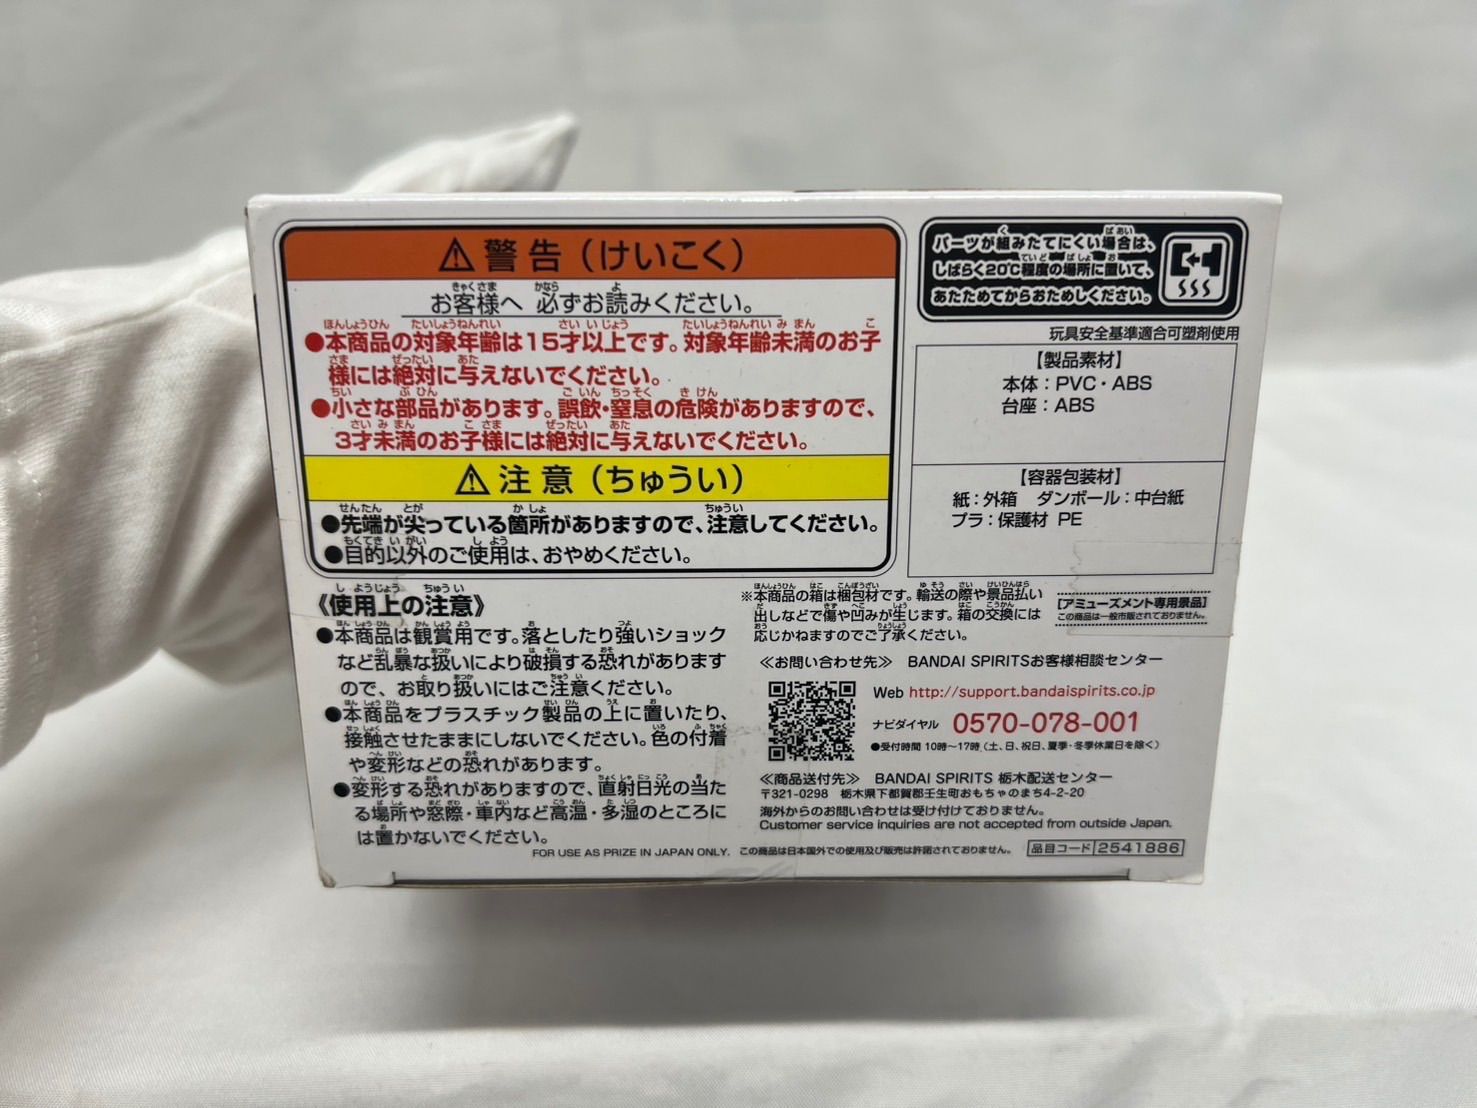 警告（けいこく）
お客様へ 必ずお読みください。
●本商品の対象年齢は15才以上です。対象年齢未満のお子
様には絶対に与えないでください。
●小さな部品があります。誤飲・窒息の危険がありますので、
3才未満のお子様には絶対に与えないでください。
注意（ちゅうい）
●先端が尖っている箇所がありますので、注意してください。
●目的以外のご使用は、おやめください。
《使用上の注意》
●本商品は観賞用です。落としたり強いショック
など乱暴な扱いにより破損する恐れがあります
ので、お取り扱いにはご注意ください。
●本商品をプラスチック製品の上に置いたり、
接触させたままにしないでください。色の付着
や変形などの恐れがあります。
●変形する恐れがありますので、直射日光の当た
る場所や窓際・車内など高温・多湿のところに
は置かないでください。
パーツが組みたてにくい場合は、
しばらく20℃程度の場所に置いて、
あたためてからおためしください。
玩具安全基準適合可塑剤使用
【製品素材】
本体：PVC・ABS
台座：ABS
【容器包装材】
紙：外箱 ダンボール：中台紙
プラ：保護材 PE
※本商品の箱は梱包材です。輸送の際や景品払い
出しなどで傷や凹みが生じます。箱の交換には
応じかねますのでご了承ください。
【アミューズメント専用景品】
この商品は一般市販されておりません。
≪お問い合わせ先≫ BANDAI SPIRITSお客様相談センター
Web http://support.bandaispirits.co.jp
ナビダイヤル 0570-078-001
●受付時間 10時～17時（土、日、祝日、夏季・冬季休業日を除く）
≪商品送付先≫ BANDAI SPIRITS 栃木配送センター
〒321-0298 栃木県下都賀郡壬生町おもちゃのまち4-2-20
海外からのお問い合わせは受け付けておりません。
Customer service inquiries are not accepted from outside Japan.
FOR USE AS PRIZE IN JAPAN ONLY. この商品は日本国外での使用及び販売は許諾されておりません。 品目コード 2541886